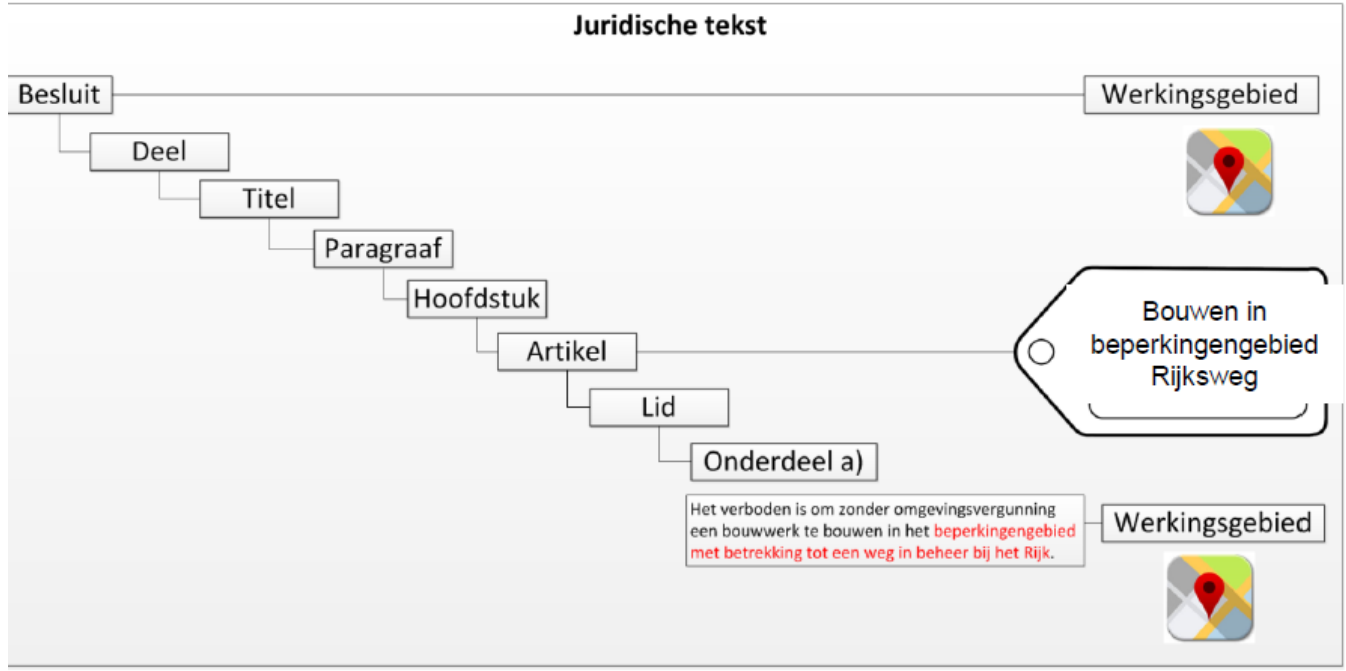 Juridische tekst
Besluit
Werkingsgebied
Deel
Titel
Paragraaf
Hoofdstuk
Artikel
Bouwen in
beperkingengebied
Rijksweg
Lid
Onderdeel a)
Het verboden is om zonder omgevingsvergunning
een bouwwerk te bouwen in het beperkingengebied
met betrekking tot een weg in beheer bij het Rijk.
Werkingsgebied